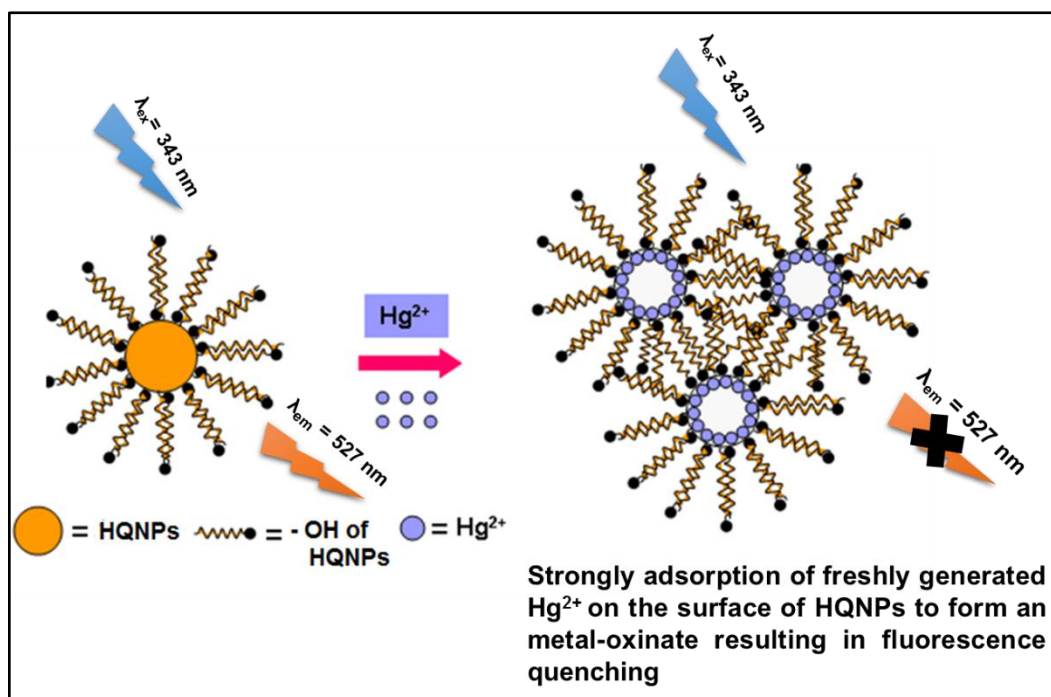 λex= 343 nm
λex= 343 nm
Hg2+
λem = 527 nm
λem = 527 nm
= HQNPs
= - OH of
HQNPs
= Hg2+
Strongly adsorption of freshly generated
Hg2+ on the surface of HQNPs to form an
metal-oxinate resulting in fluorescence
quenching